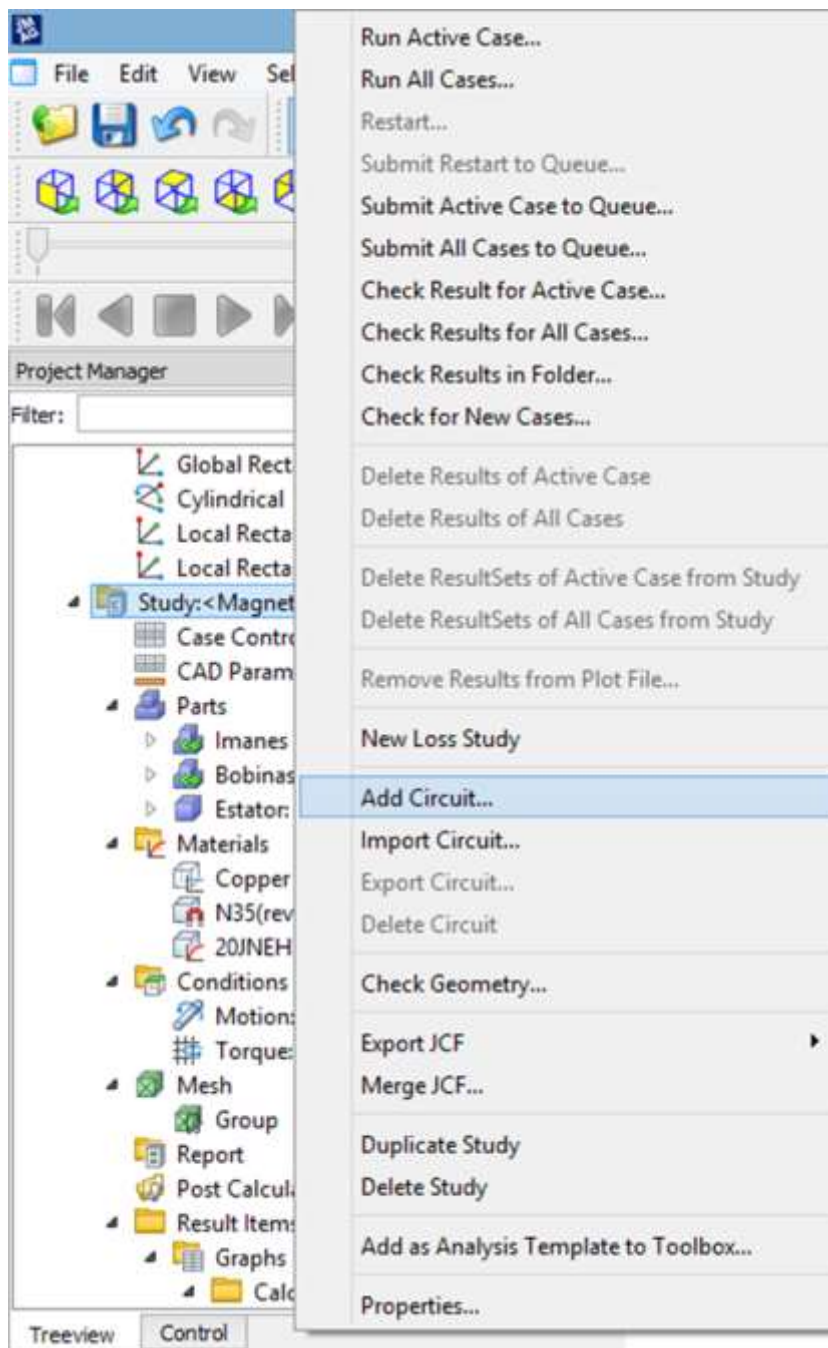 File Edit View Sel
Project Manager
Filter:
Global Rect
Cylindrical
Local Recta
Local Recta
Study:<Magnet
Case Contro
CAD Param
Parts
Imanes
Bobinas
Estator:
Materials
Copper
N35(rev
20JNEH
Conditions
Motion:
Torque:
Mesh
Group
Report
Post Calcul
Result Items
Graphs
Calc
Treeview Control
Run Active Case...
Run All Cases...
Restart...
Submit Restart to Queue...
Submit Active Case to Queue...
Submit All Cases to Queue...
Check Result for Active Case...
Check Results for All Cases...
Check Results in Folder...
Check for New Cases...
Delete Results of Active Case
Delete Results of All Cases
Delete ResultSets of Active Case from Study
Delete ResultSets of All Cases from Study
Remove Results from Plot File...
New Loss Study
Add Circuit...
Import Circuit...
Export Circuit...
Delete Circuit
Check Geometry...
Export JCF
Merge JCF...
Duplicate Study
Delete Study
Add as Analysis Template to Toolbox...
Properties...